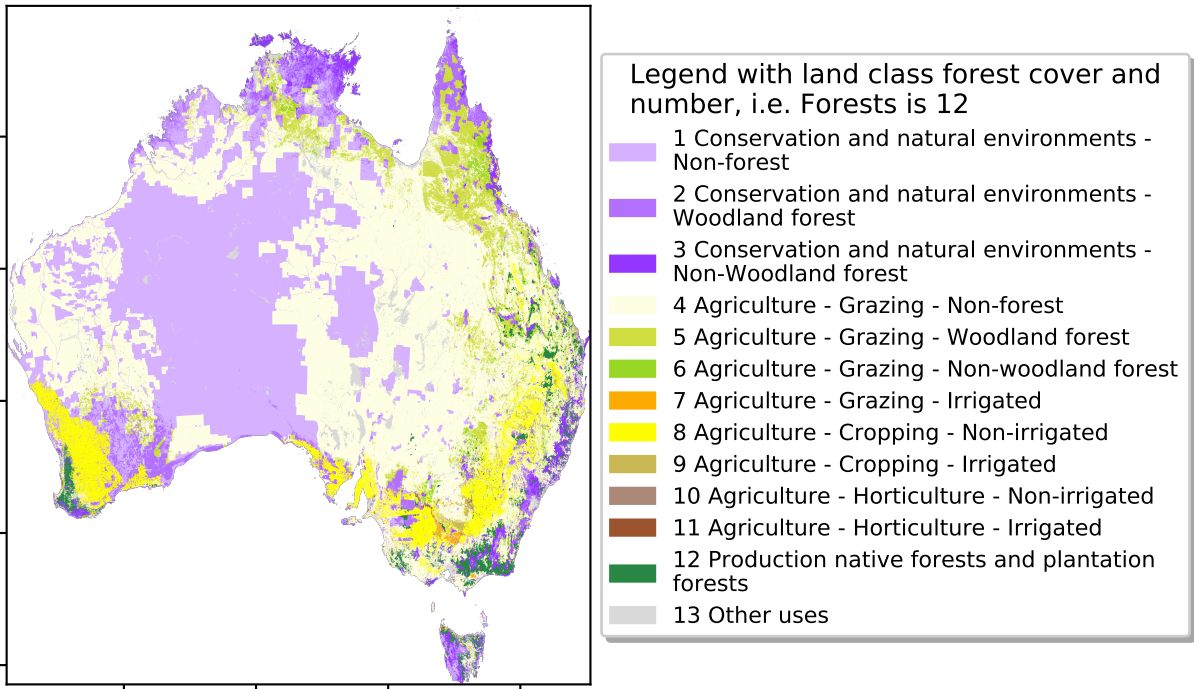 Legend with land class forest cover and
number, i.e. Forests is 12
1 Conservation and natural environments -
Non-forest
2 Conservation and natural environments -
Woodland forest
3 Conservation and natural environments -
Non-Woodland forest
4 Agriculture - Grazing - Non-forest
5 Agriculture - Grazing - Woodland forest
6 Agriculture - Grazing - Non-woodland forest
7 Agriculture - Grazing - Irrigated
8 Agriculture - Cropping - Non-irrigated
9 Agriculture - Cropping - Irrigated
10 Agriculture - Horticulture - Non-irrigated
11 Agriculture - Horticulture - Irrigated
12 Production native forests and plantation
forests
13 Other uses